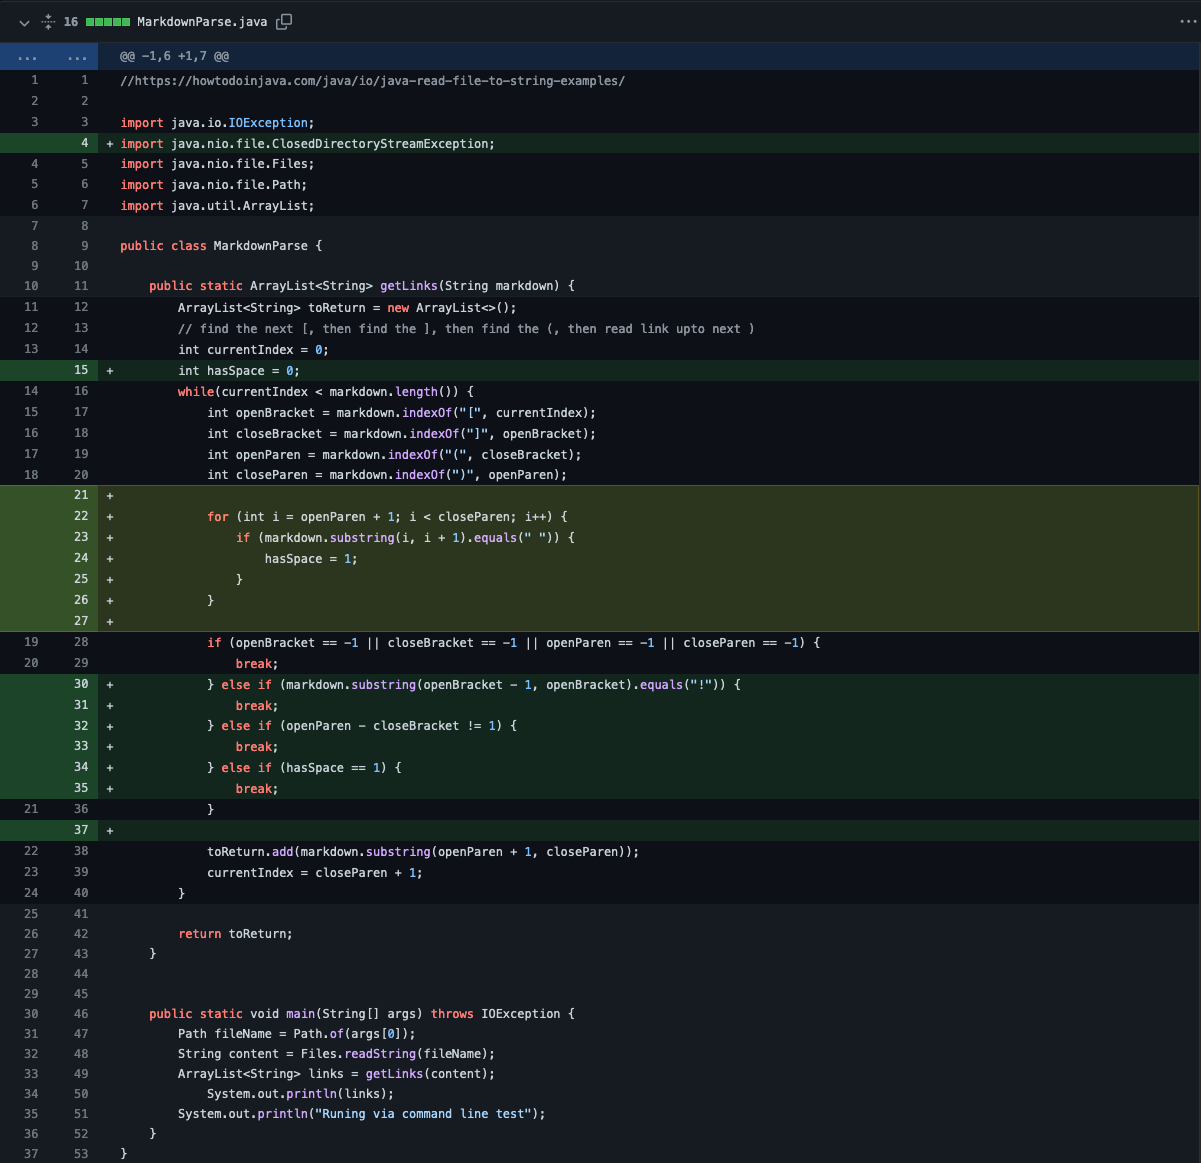 16 MarkdownParse.java
... ... @@ -1,6 +1,7 @@
1 1 //https://howtodoinjava.com/java/io/java-read-file-to-string-examples/
2 2
3 3 import java.io.IOException;
4 + import java.nio.file.ClosedDirectoryStreamException;
4 5 import java.nio.file.Files;
5 6 import java.nio.file.Path;
6 7 import java.util.ArrayList;
7 8
8 9 public class MarkdownParse {
9 10
10 11     public static ArrayList<String> getLinks(String markdown) {
11 12         ArrayList<String> toReturn = new ArrayList<>();
12 13         // find the next [, then find the ], then find the (, then read link upto next )
13 14         int currentIndex = 0;
15 +         int hasSpace = 0;
14 16         while(currentIndex < markdown.length()) {
15 17             int openBracket = markdown.indexOf("[", currentIndex);
16 18             int closeBracket = markdown.indexOf("]", openBracket);
17 19             int openParen = markdown.indexOf("(", closeBracket);
18 20             int closeParen = markdown.indexOf(")", openParen);
21 +
22 +             for (int i = openParen + 1; i < closeParen; i++) {
23 +                 if (markdown.substring(i, i + 1).equals(" ")) {
24 +                     hasSpace = 1;
25 +                 }
26 +             }
27 +
19 28             if (openBracket == -1 || closeBracket == -1 || openParen == -1 || closeParen == -1) {
20 29                 break;
30 +             } else if (markdown.substring(openBracket - 1, openBracket).equals("!")) {
31 +                 break;
32 +             } else if (openParen - closeBracket != 1) {
33 +                 break;
34 +             } else if (hasSpace == 1) {
35 +                 break;
21 36             }
37 +
22 38             toReturn.add(markdown.substring(openParen + 1, closeParen));
23 39             currentIndex = closeParen + 1;
24 40         }
25 41
26 42         return toReturn;
27 43     }
28 44
29 45
30 46     public static void main(String[] args) throws IOException {
31 47         Path fileName = Path.of(args[0]);
32 48         String content = Files.readString(fileName);
33 49         ArrayList<String> links = getLinks(content);
34 50             System.out.println(links);
35 51         System.out.println("Runing via command line test");
36 52     }
37 53 }